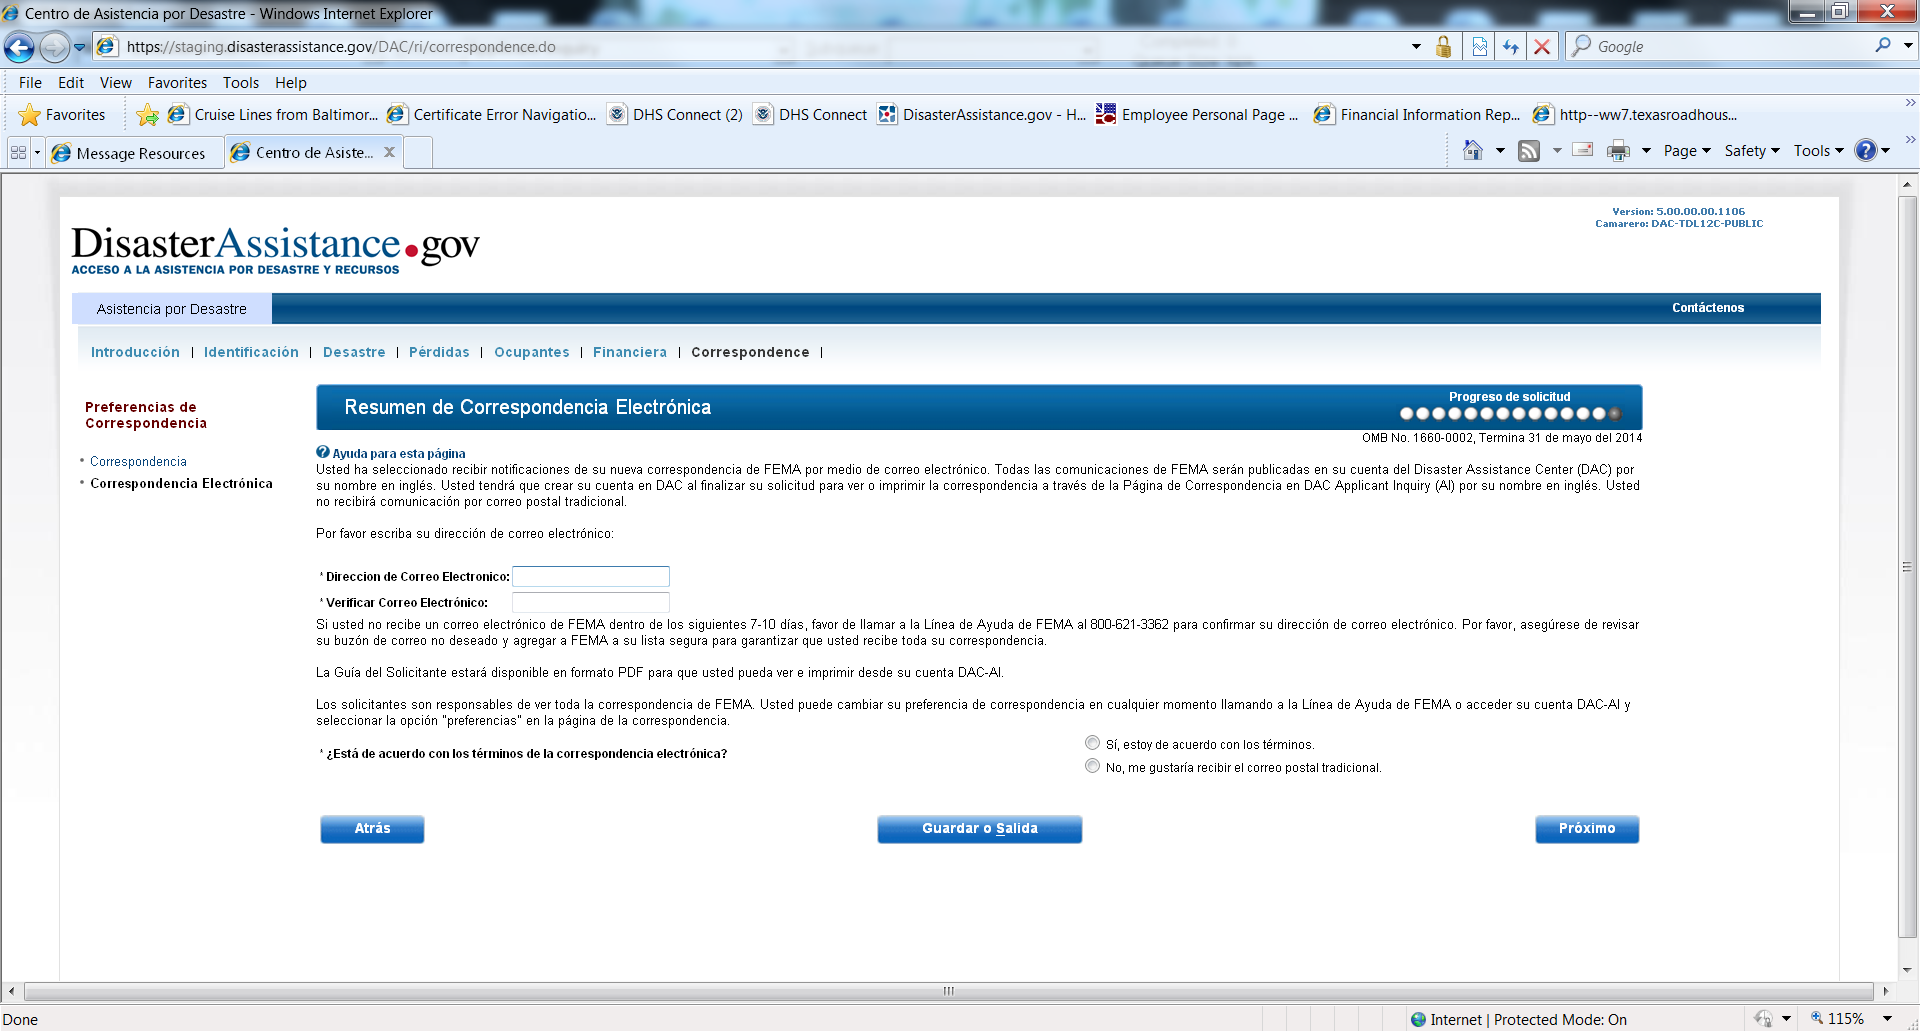 Centro de Asistencia por Desastre - Windows Internet Explorer
https://staging.disasterassistance.gov/DAC/ri/correspondence.do
Google
File Edit View Favorites Tools Help
Favorites Cruise Lines from Baltimor... Certificate Error Navigatio... DHS Connect (2) DHS Connect DisasterAssistance.gov - H... Employee Personal Page ... Financial Information Rep... http--ww7.texasroadhous...
Message Resources Centro de Asiste... Page Safety Tools
Version: 5.00.00.00.1106
Camarero: DAC-TDL12C-PUBLIC
DisasterAssistance.gov
ACCESO A LA ASISTENCIA POR DESASTRE Y RECURSOS
Asistencia por Desastre Contáctenos
Introducción | Identificación | Desastre | Pérdidas | Ocupantes | Financiera | Correspondence |
Preferencias de
Correspondencia
• Correspondencia
• Correspondencia Electrónica
Resumen de Correspondencia Electrónica
Progreso de solicitud
OMB No. 1660-0002, Termina 31 de mayo del 2014
Ayuda para esta página
Usted ha seleccionado recibir notificaciones de su nueva correspondencia de FEMA por medio de correo electrónico. Todas las comunicaciones de FEMA serán publicadas en su cuenta del Disaster Assistance Center (DAC) por
su nombre en inglés. Usted tendrá que crear su cuenta en DAC al finalizar su solicitud para ver o imprimir la correspondencia a través de la Página de Correspondencia en DAC Applicant Inquiry (AI) por su nombre en inglés. Usted
no recibirá comunicación por correo postal tradicional.
Por favor escriba su dirección de correo electrónico:
* Direccion de Correo Electronico:
* Verificar Correo Electrónico:
Si usted no recibe un correo electrónico de FEMA dentro de los siguientes 7-10 días, favor de llamar a la Línea de Ayuda de FEMA al 800-621-3362 para confirmar su dirección de correo electrónico. Por favor, asegúrese de revisar
su buzón de correo no deseado y agregar a FEMA a su lista segura para garantizar que usted recibe toda su correspondencia.
La Guía del Solicitante estará disponible en formato PDF para que usted pueda ver e imprimir desde su cuenta DAC-AI.
Los solicitantes son responsables de ver toda la correspondencia de FEMA. Usted puede cambiar su preferencia de correspondencia en cualquier momento llamando a la Línea de Ayuda de FEMA o acceder su cuenta DAC-AI y
seleccionar la opción "preferencias" en la página de la correspondencia.
* ¿Está de acuerdo con los términos de la correspondencia electrónica?
Sí, estoy de acuerdo con los términos.
No, me gustaría recibir el correo postal tradicional.
Atrás Guardar o Salida Próximo
Done Internet | Protected Mode: On 115%